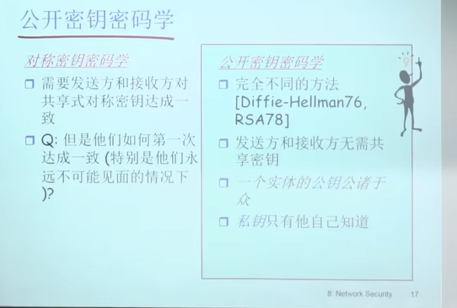 公开密钥密码学
对称密钥密码学
需要发送方和接收方对
共享式对称密钥达成一
致
Q: 但是他们如何第一次
达成一致 (特别是他们永
远不可能见面的情况下
)?
公开密钥密码学
完全不同的方法
[Diffie-Hellman76,
RSA78]
发送方和接收方无需共
享密钥
一个实体的公钥公诸于
众
私钥只有他自己知道
8: Network Security 17